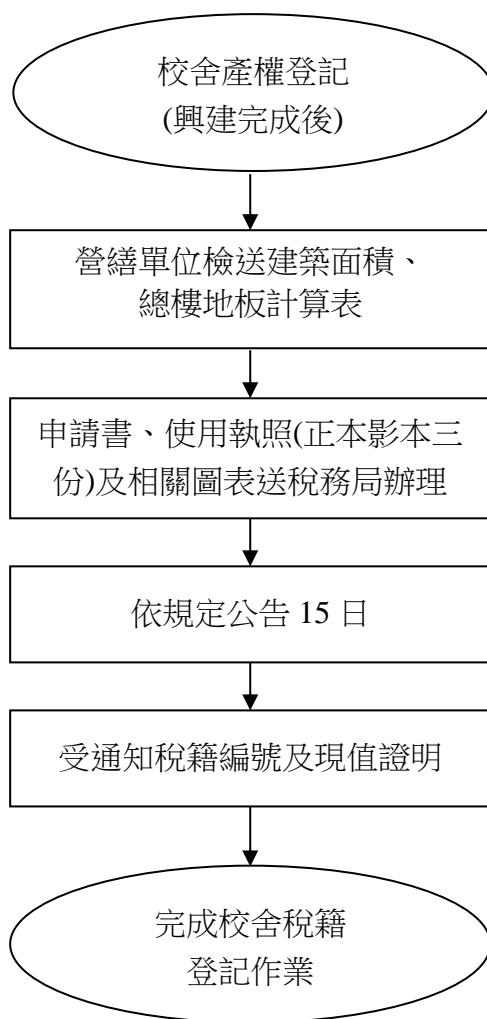 校舍產權登記
(興建完成後)
營繕單位檢送建築面積、
總樓地板計算表
申請書、使用執照(正本影本三
份)及相關圖表送稅務局辦理
依規定公告 15 日
受通知稅籍編號及現值證明
完成校舍稅籍
登記作業